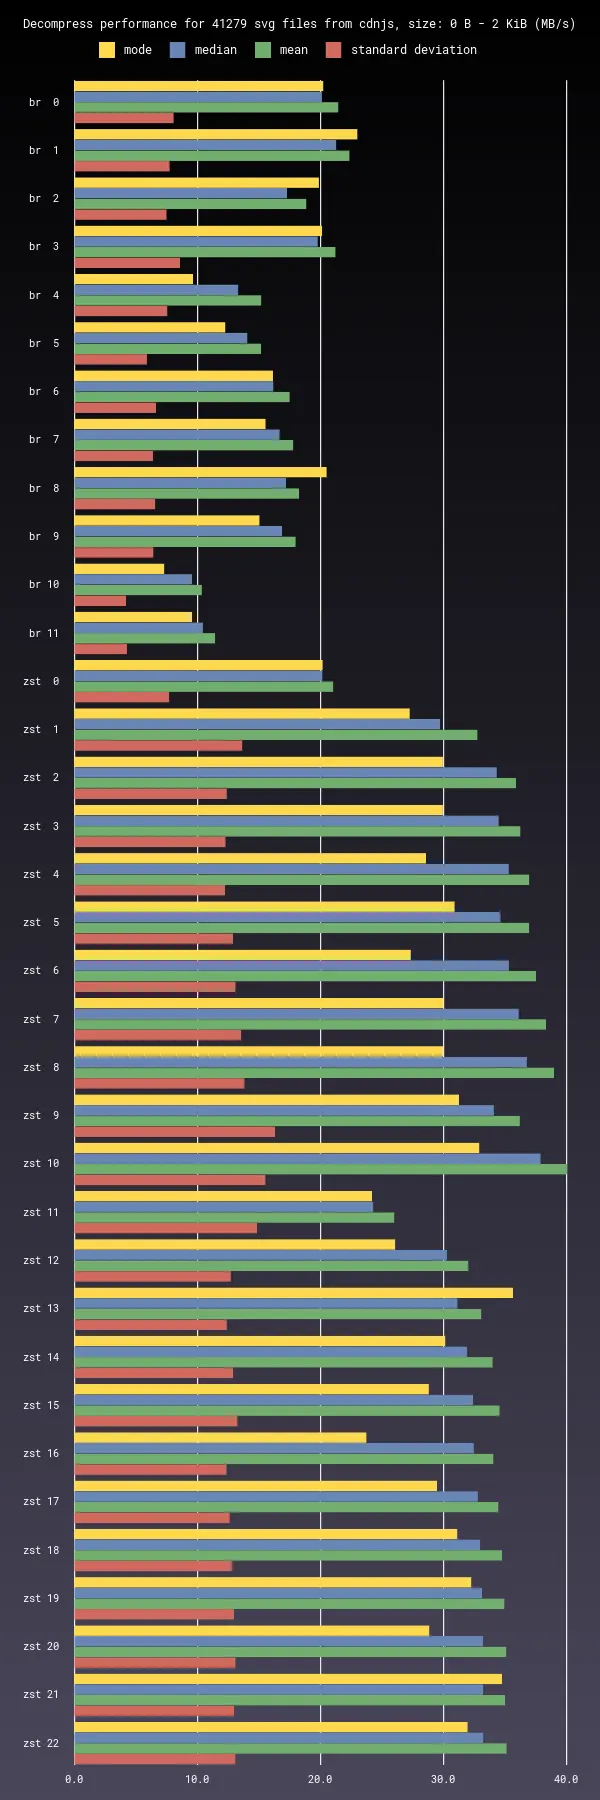 Decompress performance for 41279 svg files from cdnjs, size: 0 B - 2 KiB (MB/s)
mode median mean standard deviation
br 0
br 1
br 2
br 3
br 4
br 5
br 6
br 7
br 8
br 9
br 10
br 11
zst 0
zst 1
zst 2
zst 3
zst 4
zst 5
zst 6
zst 7
zst 8
zst 9
zst 10
zst 11
zst 12
zst 13
zst 14
zst 15
zst 16
zst 17
zst 18
zst 19
zst 20
zst 21
zst 22
0.0 10.0 20.0 30.0 40.0